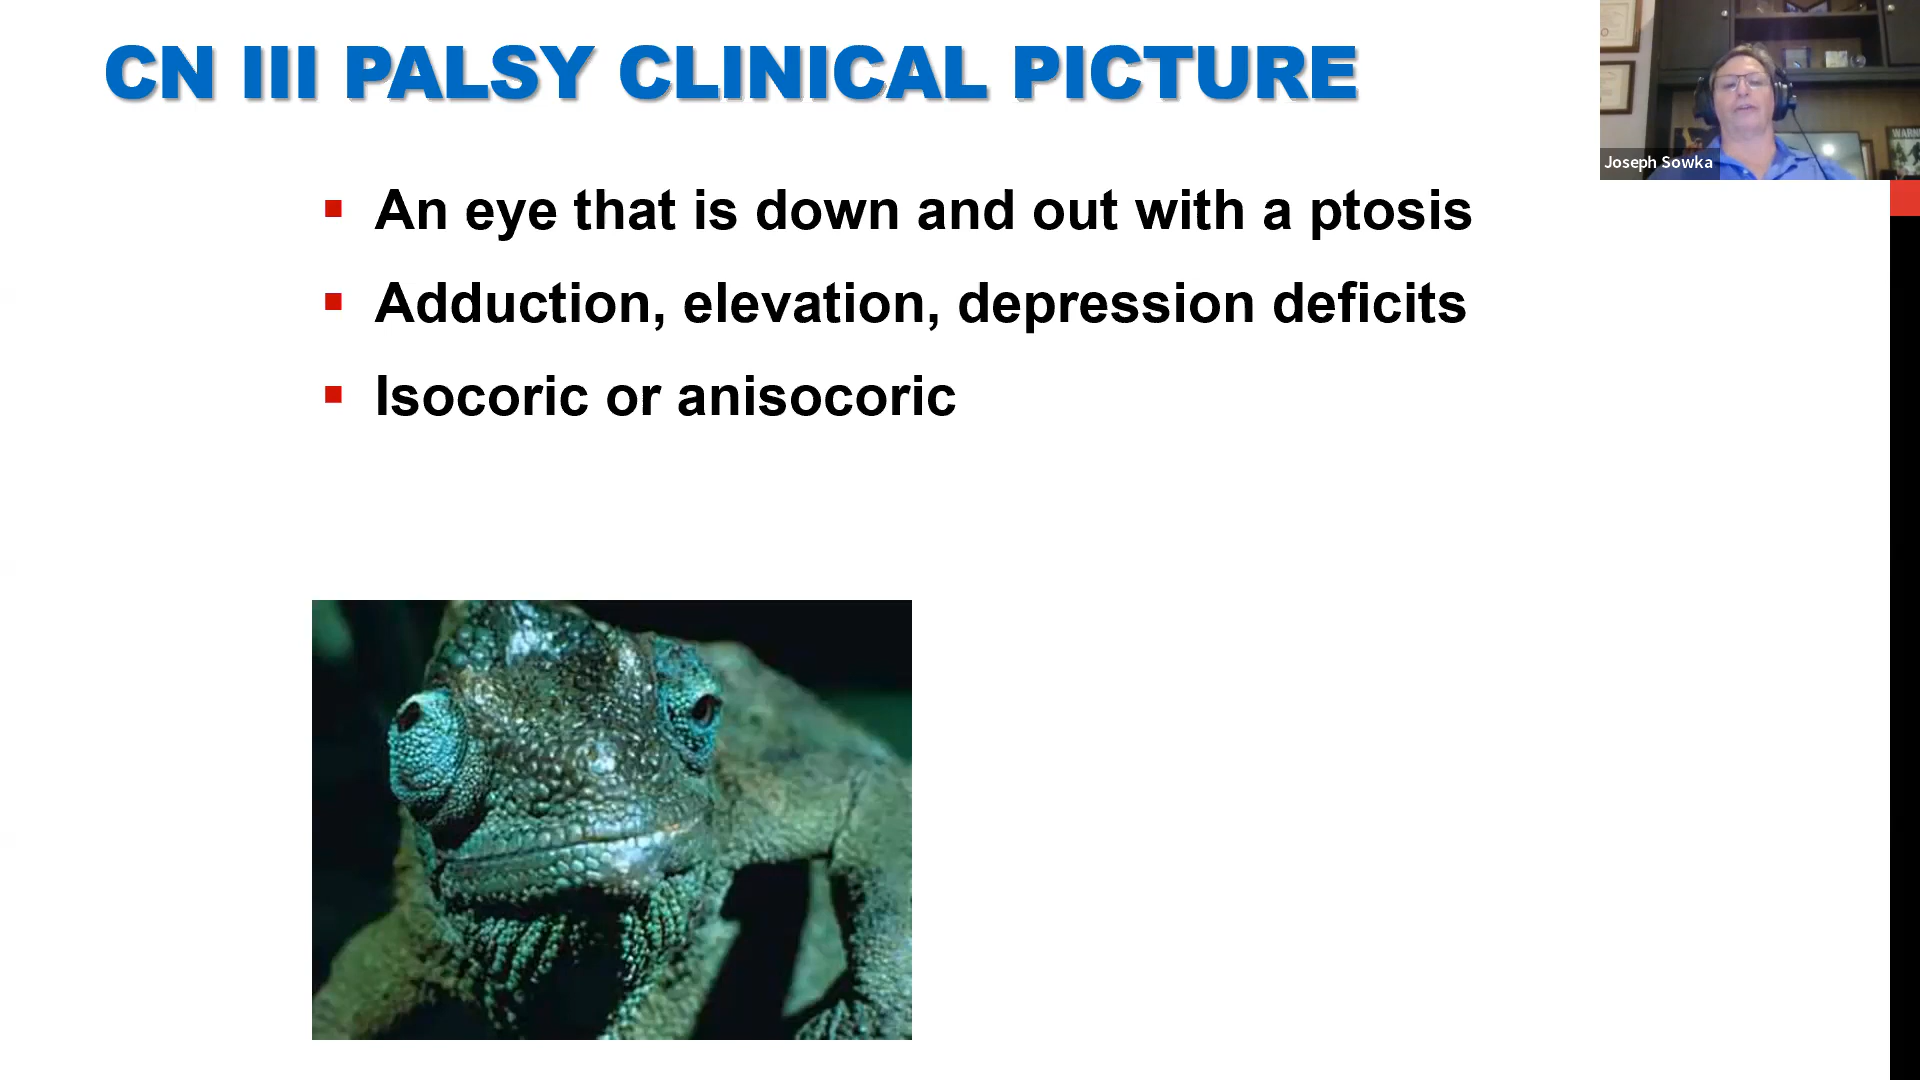 CN III PALSY CLINICAL PICTURE
An eye that is down and out with a ptosis
Adduction, elevation, depression deficits
Isocoric or anisocoric
Joseph Sowka
WARN